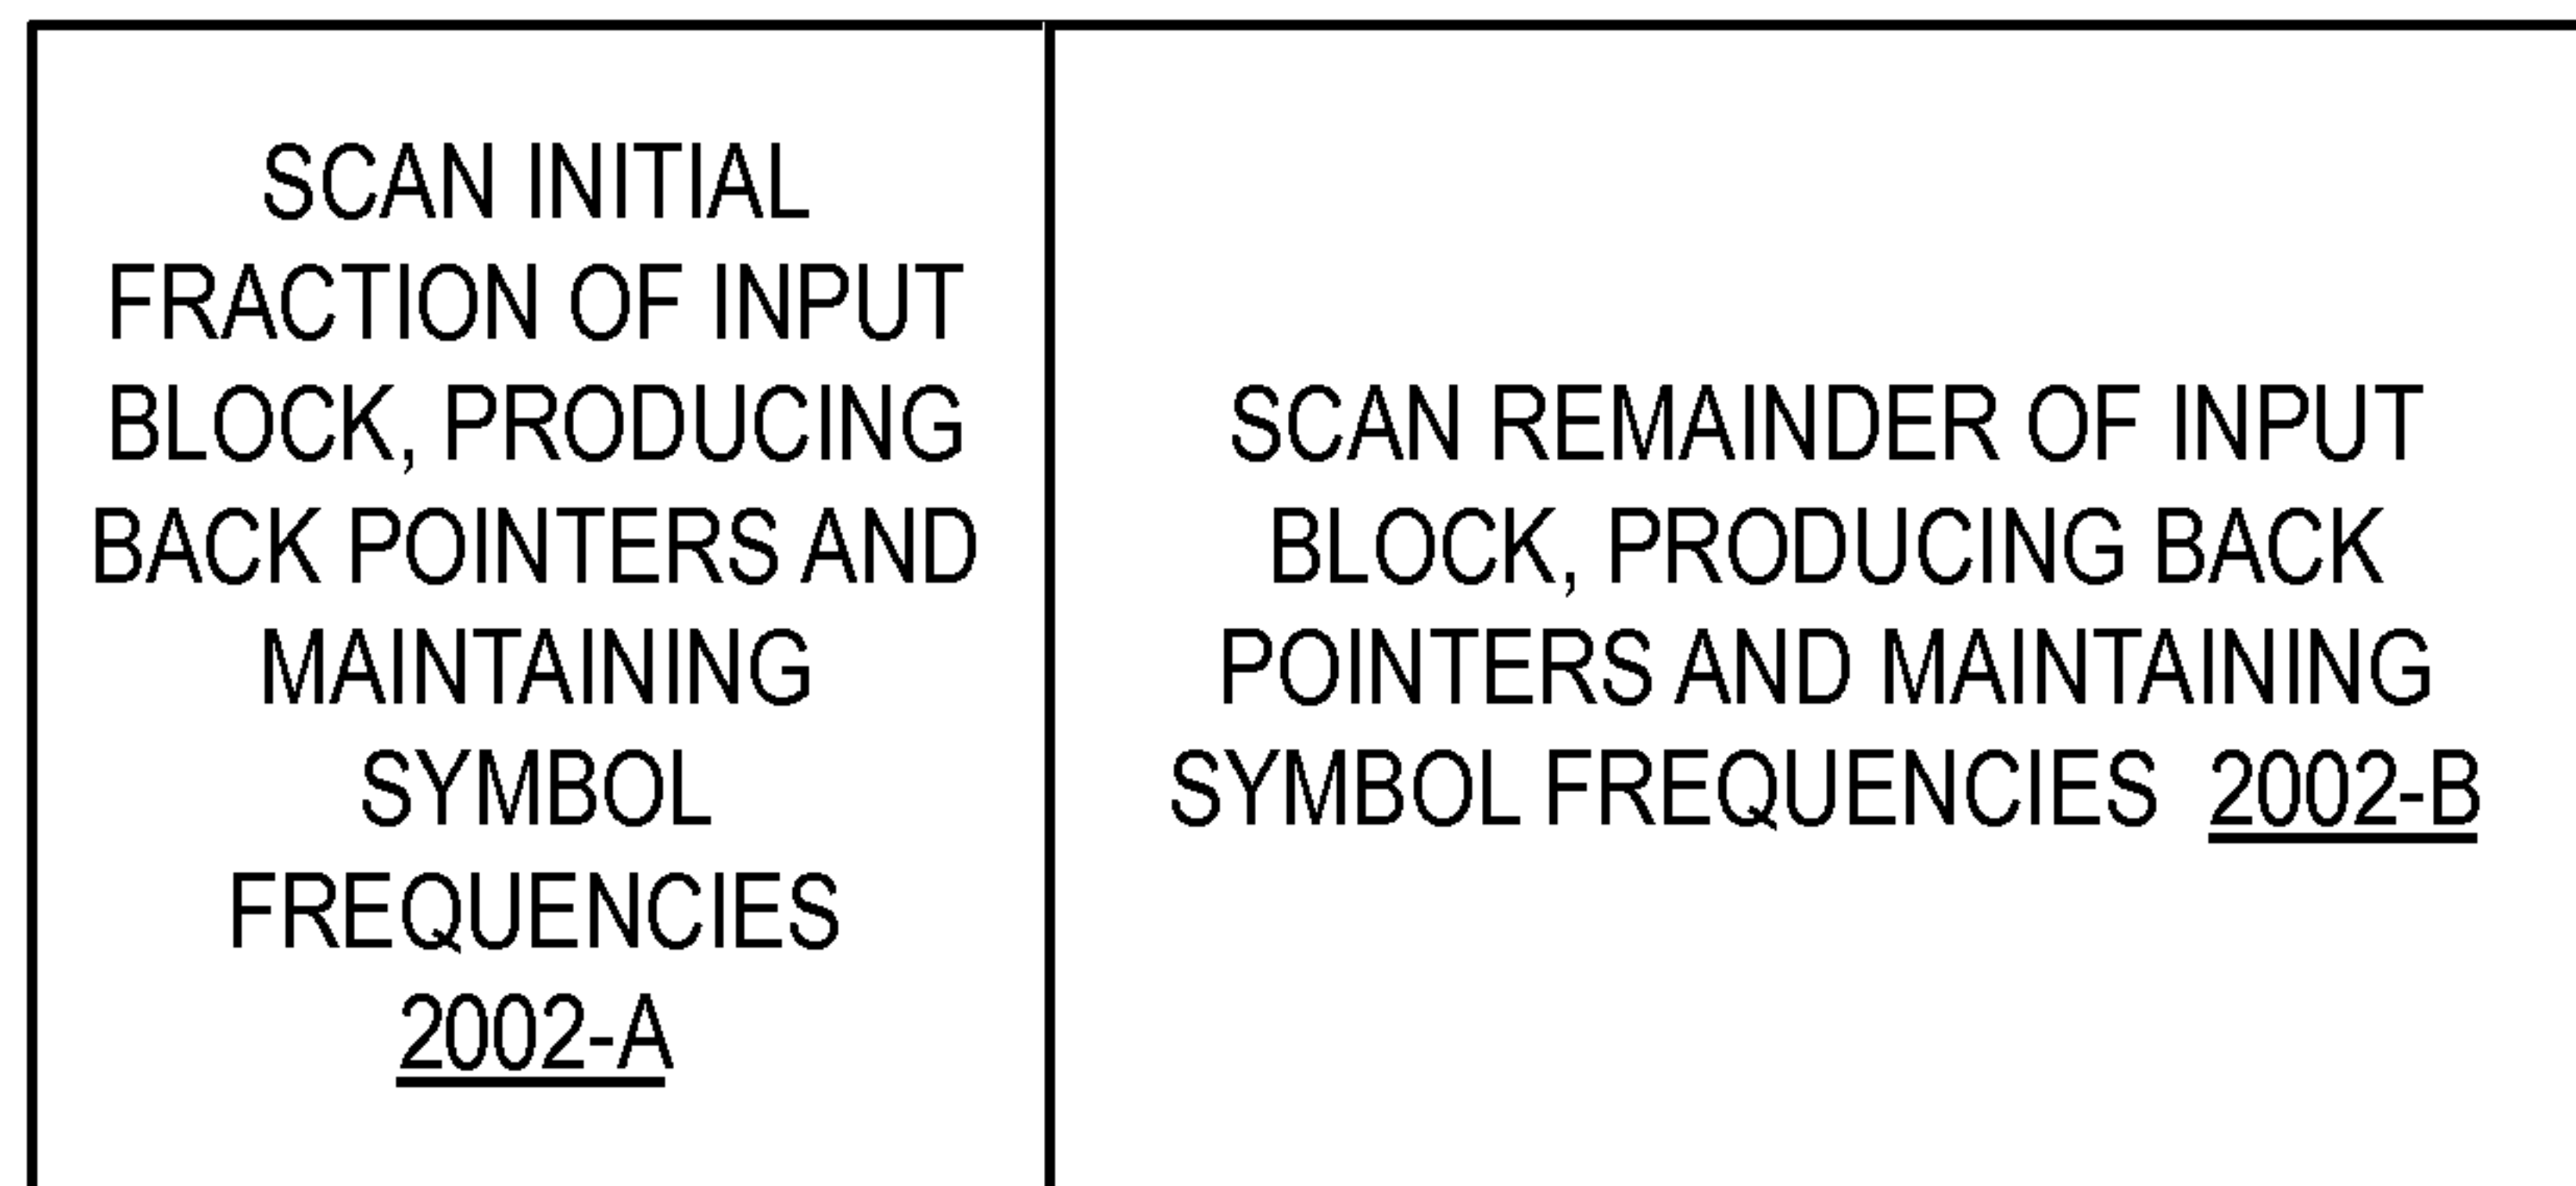 SCAN INITIAL
FRACTION OF INPUT
BLOCK, PRODUCING
BACK POINTERS AND
MAINTAINING
SYMBOL
FREQUENCIES
2002-A
SCAN REMAINDER OF INPUT
BLOCK, PRODUCING BACK
POINTERS AND MAINTAINING
SYMBOL FREQUENCIES 2002-B